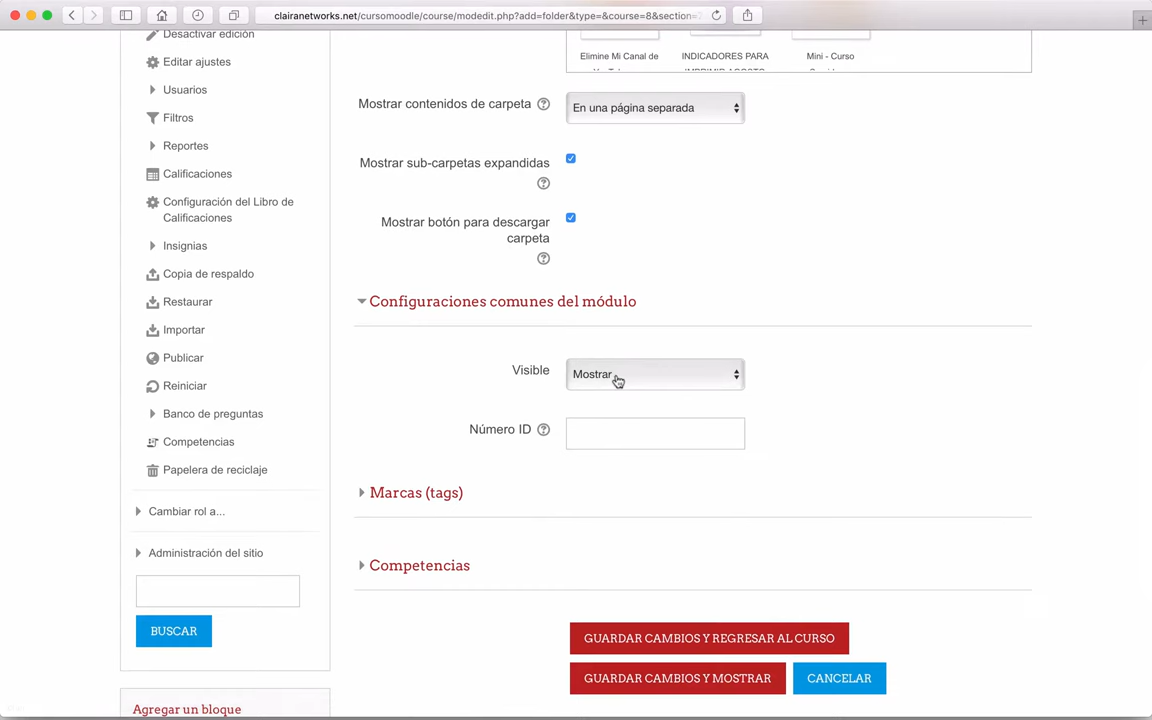 clairanetworks.net/cursomoodle/course/modedit.php?add=folder&type=&course=8&section=
Desactivar edición
Editar ajustes
Usuarios
Filtros
Reportes
Calificaciones
Configuración del Libro de
Calificaciones
Insignias
Copia de respaldo
Restaurar
Importar
Publicar
Reiniciar
Banco de preguntas
Competencias
Papelera de reciclaje
Cambiar rol a...
Administración del sitio
BUSCAR
Agregar un bloque
Elimine Mi Canal de
INDICADORES PARA
Mini - Curso
Mostrar contenidos de carpeta
En una página separada
Mostrar sub-carpetas expandidas
Mostrar botón para descargar
carpeta
Configuraciones comunes del módulo
Visible
Mostrar
Número ID
Marcas (tags)
Competencias
GUARDAR CAMBIOS Y REGRESAR AL CURSO
GUARDAR CAMBIOS Y MOSTRAR
CANCELAR